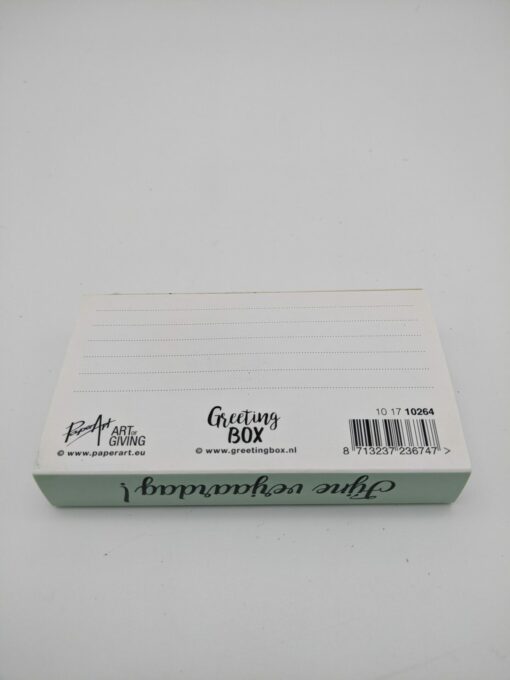 PaperArt ART OF GIVING
© www.paperart.eu
Greeting BOX
© www.greetingbox.nl
10 17 10264
8 713237 236747 >
Fijne verjaardag!